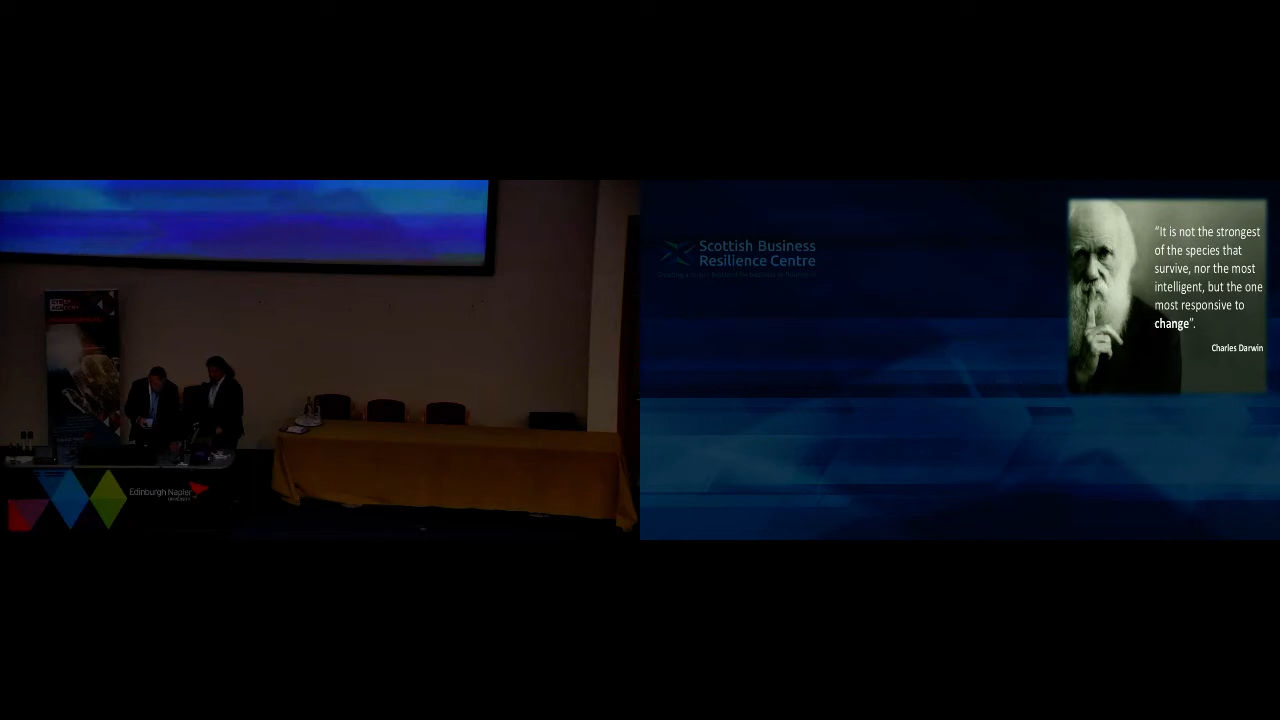 Edinburgh Napier
UNIVERSITY
Scottish Business
Resilience Centre
“It is not the strongest
of the species that
survive, nor the most
intelligent, but the one
most responsive to
change”.
Charles Darwin